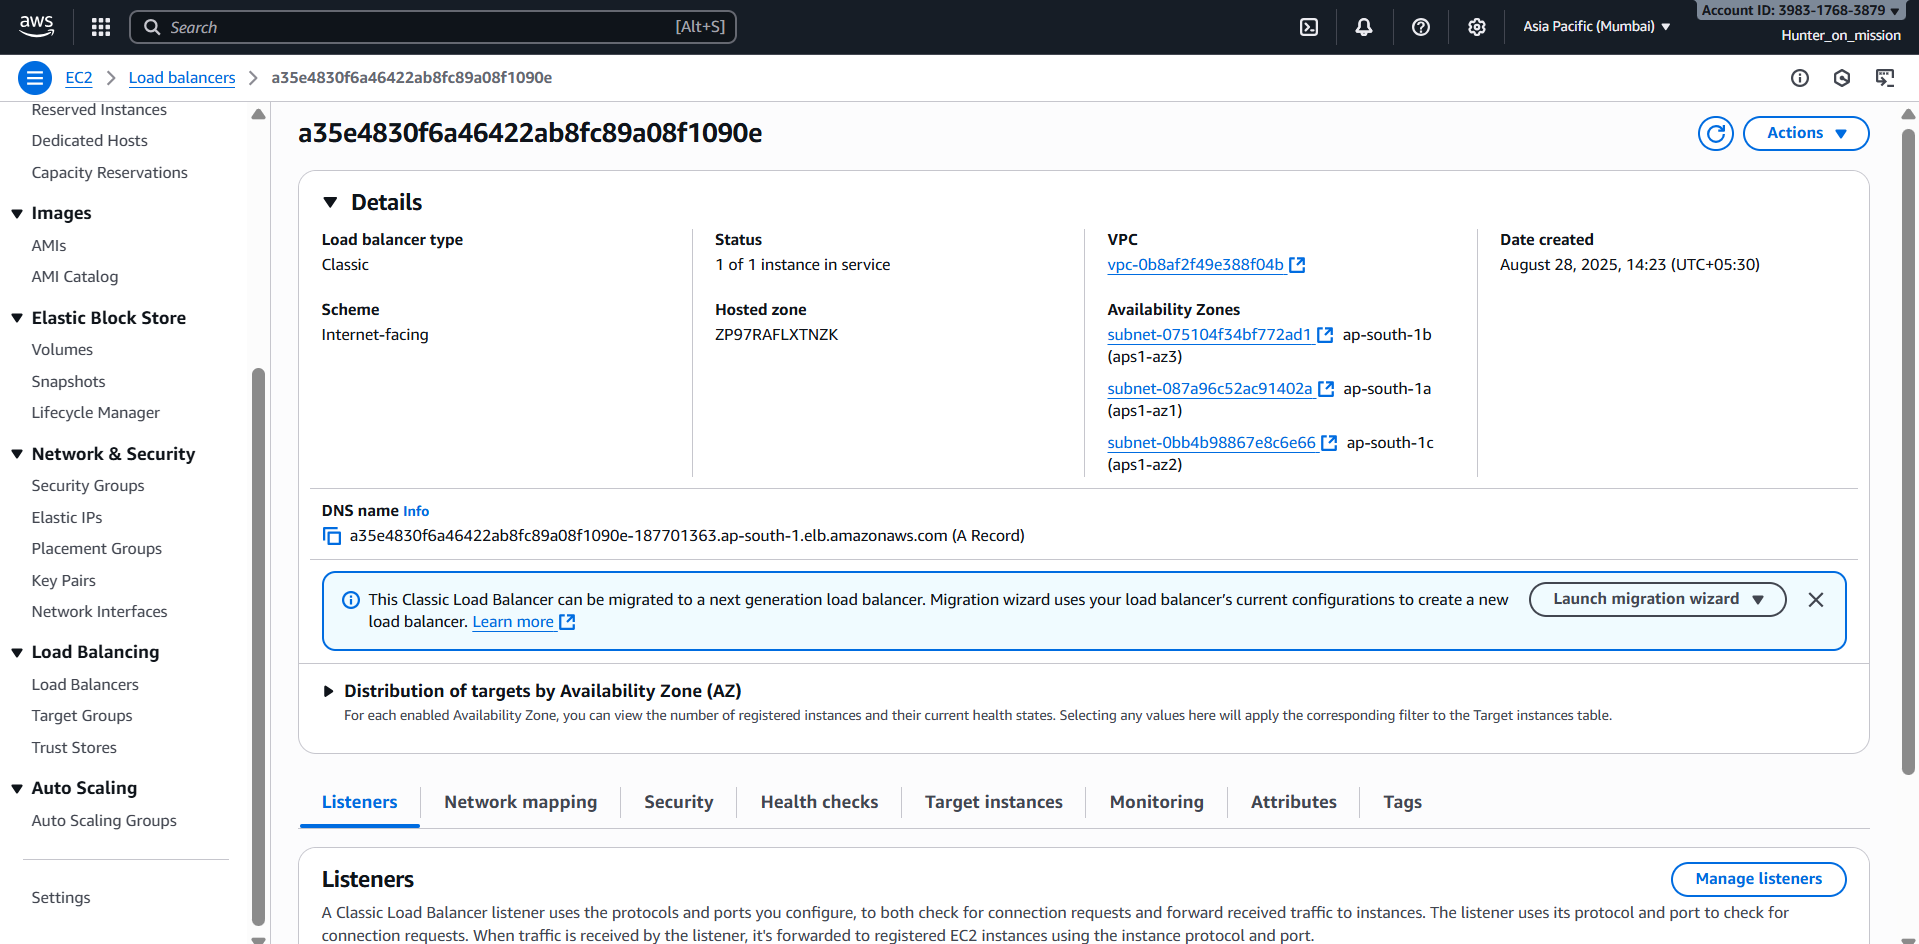 aws
Search
[Alt+S]
Asia Pacific (Mumbai)
Account ID: 3983-1768-3879
Hunter_on_mission
EC2
Load balancers
a35e4830f6a46422ab8fc89a08f1090e
Reserved Instances
Dedicated Hosts
Capacity Reservations
Images
AMIs
AMI Catalog
Elastic Block Store
Volumes
Snapshots
Lifecycle Manager
Network & Security
Security Groups
Elastic IPs
Placement Groups
Key Pairs
Network Interfaces
Load Balancing
Load Balancers
Target Groups
Trust Stores
Auto Scaling
Auto Scaling Groups
Settings
a35e4830f6a46422ab8fc89a08f1090e
Actions
Details
Load balancer type
Classic
Scheme
Internet-facing
Status
1 of 1 instance in service
Hosted zone
ZP97RAFLXTNZK
VPC
vpc-0b8af2f49e388f04b
Availability Zones
subnet-075104f34bf772ad1 ap-south-1b
(aps1-az3)
subnet-087a96c52ac91402a ap-south-1a
(aps1-az1)
subnet-0bb4b98867e8c6e66 ap-south-1c
(aps1-az2)
Date created
August 28, 2025, 14:23 (UTC+05:30)
DNS name Info
a35e4830f6a46422ab8fc89a08f1090e-187701363.ap-south-1.elb.amazonaws.com (A Record)
This Classic Load Balancer can be migrated to a next generation load balancer. Migration wizard uses your load balancer’s current configurations to create a new
load balancer. Learn more
Launch migration wizard
Distribution of targets by Availability Zone (AZ)
For each enabled Availability Zone, you can view the number of registered instances and their current health states. Selecting any values here will apply the corresponding filter to the Target instances table.
Listeners
Network mapping
Security
Health checks
Target instances
Monitoring
Attributes
Tags
Listeners
Manage listeners
A Classic Load Balancer listener uses the protocols and ports you configure, to both check for connection requests and forward received traffic to instances. The listener uses its protocol and port to check for
connection requests. When traffic is received by the listener, it's forwarded to registered EC2 instances using the instance protocol and port.